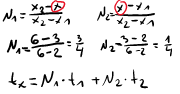 N₁ = (x₂ - x)/(x₂ - x₁) N₂ = (x - x₁)/(x₂ - x₁)
N₁ = (6 - 3)/(6 - 2) = 3/4 N₂ = (3 - 2)/(6 - 2) = 1/4
tₓ = N₁ · t₁ + N₂ · t₂